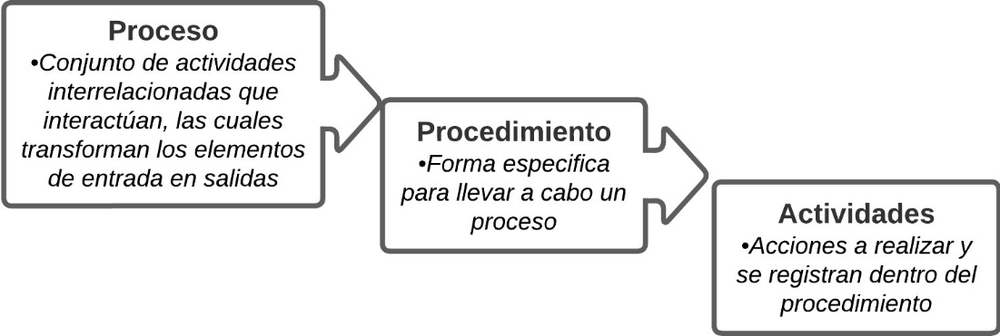 Proceso
•Conjunto de actividades
interrelacionadas que
interactúan, las cuales
transforman los elementos
de entrada en salidas
Procedimiento
•Forma especifica
para llevar a cabo un
proceso
Actividades
•Acciones a realizar y
se registran dentro del
procedimiento